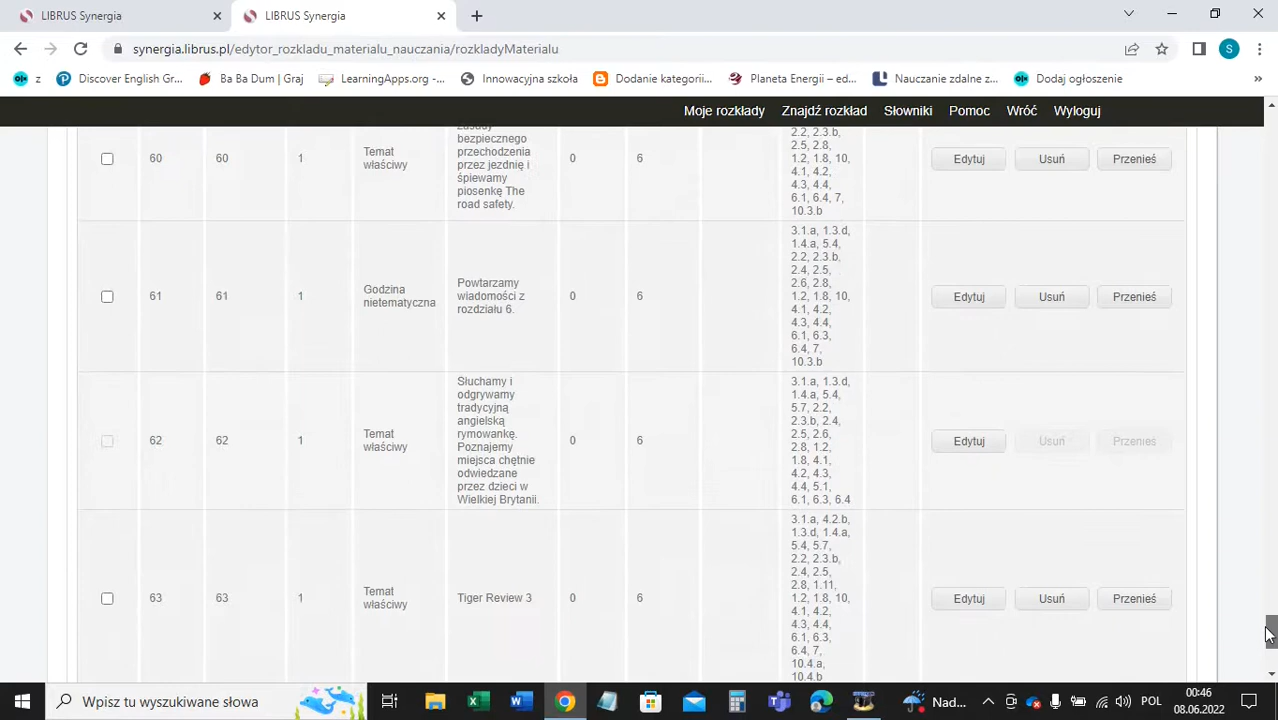 LIBRUS Synergia
LIBRUS Synergia
synergia.librus.pl/edytor_rozkladu_materialu_nauczania/rozkladyMaterialu
S
z
Discover English Gr...
Ba Ba Dum | Graj
LearningApps.org -...
Innowacyjna szkoła
Dodanie kategorii...
Planeta Energii – ed...
Nauczanie zdalne z...
Dodaj ogłoszenie
»
Moje rozkłady
Znajdź rozkład
Słowniki
Pomoc
Wróć
Wyloguj
60
60
1
Temat
właściwy
zasady
bezpiecznego
przechodzenia
przez jezdnię i
śpiewamy
piosenkę The
road safety.
0
6
2.2, 2.3.b,
2.5, 2.8,
1.2, 1.8, 10,
4.1, 4.2,
4.3, 4.4,
6.1, 6.4, 7,
10.3.b
Edytuj
Usuń
Przenieś
61
61
1
Godzina
nietematyczna
Powtarzamy
wiadomości z
rozdziału 6.
0
6
3.1.a, 1.3.d,
1.4.a, 5.4,
2.2, 2.3.b,
2.4, 2.5,
2.6, 2.8,
1.2, 1.8, 10,
4.1, 4.2,
4.3, 4.4,
6.1, 6.3,
6.4, 7,
10.3.b
Edytuj
Usuń
Przenieś
62
62
1
Temat
właściwy
Słuchamy i
odgrywamy
tradycyjną
angielską
rymowankę.
Poznajemy
miejsca chętnie
odwiedzane
przez dzieci w
Wielkiej Brytanii.
0
6
3.1.a, 1.3.d,
1.4.a, 5.4,
5.7, 2.2,
2.3.b, 2.4,
2.5, 2.6,
2.8, 1.2,
1.8, 4.1,
4.2, 4.3,
4.4, 5.1,
6.1, 6.3, 6.4
Edytuj
Usuń
Przenieś
63
63
1
Temat
właściwy
Tiger Review 3
0
6
3.1.a, 4.2.b,
1.3.d, 1.4.a,
5.4, 5.7,
2.2, 2.3.b,
2.4, 2.5,
2.8, 1.11,
1.2, 1.8, 10,
4.1, 4.2,
4.3, 4.4,
6.1, 6.3,
6.4, 7,
10.4.a,
10.4.b
Edytuj
Usuń
Przenieś
Wpisz tu wyszukiwane słowa
Nad...
POL
00:46
08.06.2022